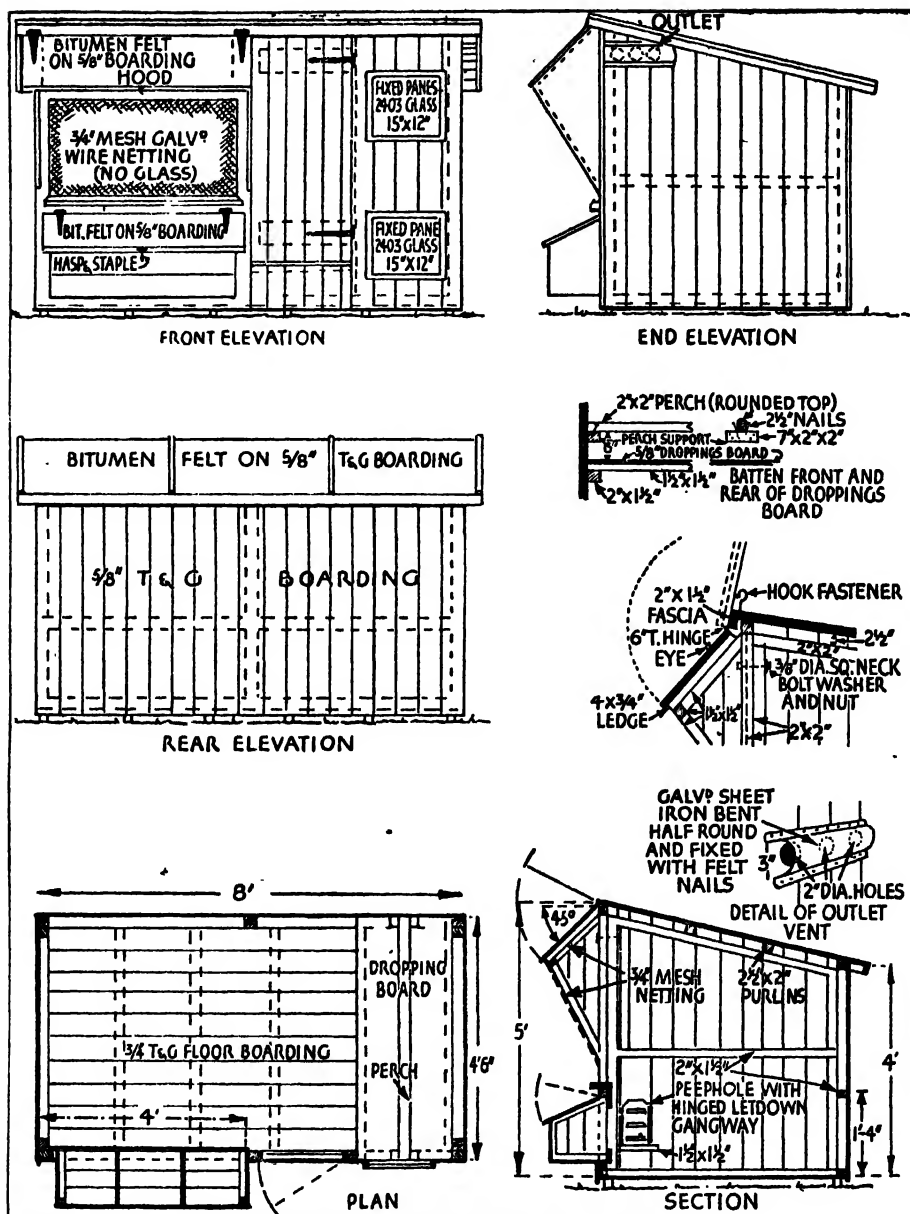 BITUMEN FELT
ON 5/8" BOARDING
HOOD
3/4" MESH GALVD
WIRE NETTING
(NO GLASS)
BIT. FELT ON 5/8" BOARDING
HASP & STAPLE
FIXED PANES
2403 GLASS
15"X12"
FIXED PANE
2403 GLASS
15"X12"
FRONT ELEVATION
OUTLET
END ELEVATION
BITUMEN FELT ON 5/8" T&G BOARDING
5/8" T & G BOARDING
REAR ELEVATION
2"X2" PERCH (ROUNDED TOP)
2½" NAILS
PERCH SUPPORT
7"X2"X2"
5/8" DROPPINGS BOARD
1½"X1½"
2"X1½"
BATTEN FRONT AND
REAR OF DROPPINGS
BOARD
HOOK FASTENER
2" X 1½"
FASCIA
6" T. HINGE
EYE
2½"
2"X2"
3/8" DIA. SQ. NECK
BOLT WASHER
AND NUT
4 X 3/4"
LEDGE
1½"X1½"
2"X2"
GALVD SHEET
IRON BENT
HALF ROUND
AND FIXED
WITH FELT
NAILS
3"
2" DIA. HOLES
DETAIL OF OUTLET
VENT
8'
DROPPING
BOARD
3/4 T&G FLOOR BOARDING
PERCH
4'6"
4'
PLAN
45°
3/4" MESH
NETTING
2½"X2"
PURLINS
5'
4'
2"X1½"
PEEPHOLE WITH
HINGED LETDOWN
GANGWAY
1'-4"
1½X1½"
SECTION